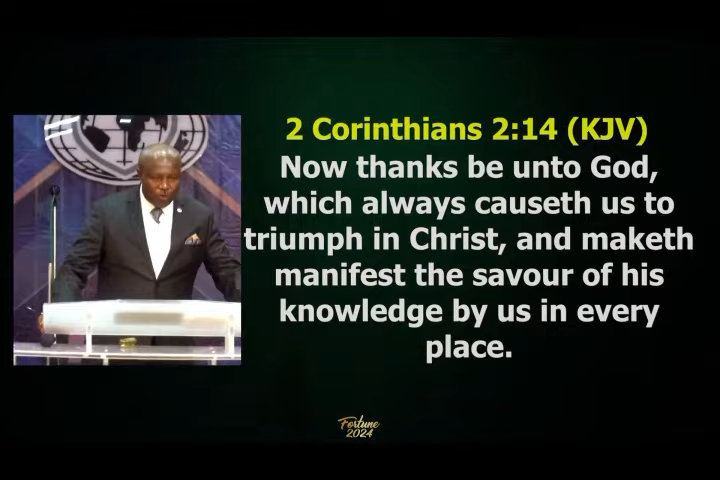 2 Corinthians 2:14 (KJV)
Now thanks be unto God,
which always causeth us to
triumph in Christ, and maketh
manifest the savour of his
knowledge by us in every
place.
Fortune
2024